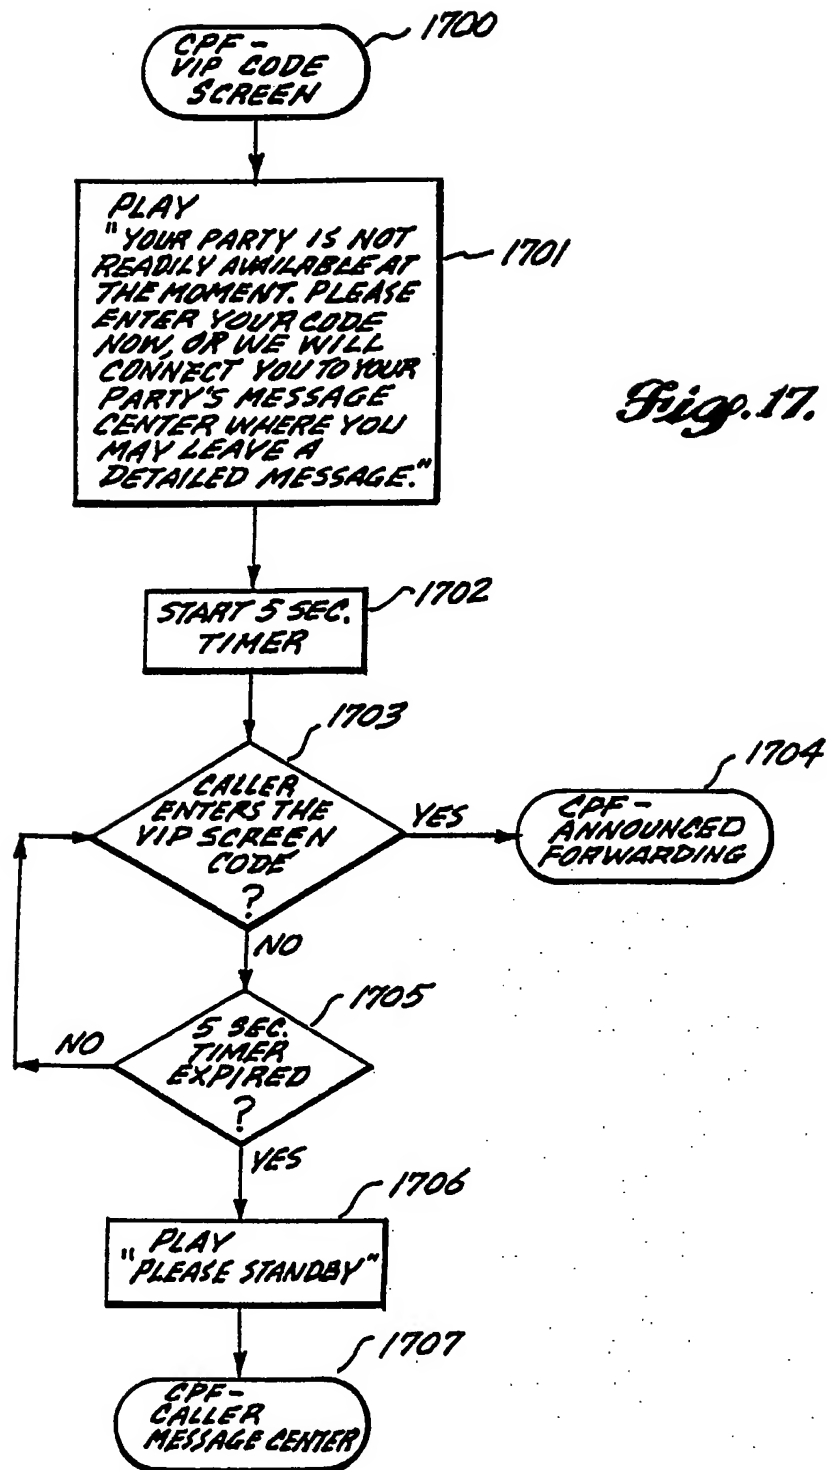 CPF-
VIP CODE
SCREEN
1700
PLAY
"YOUR PARTY IS NOT
READILY AVAILABLE AT
THE MOMENT. PLEASE
ENTER YOUR CODE
NOW, OR WE WILL
CONNECT YOU TO YOUR
PARTY'S MESSAGE
CENTER WHERE YOU
MAY LEAVE A
DETAILED MESSAGE."
1701
Fig. 17.
START 5 SEC.
TIMER
1702
1703
CALLER
ENTERS THE
VIP SCREEN
CODE
?
YES
1704
CPF-
ANNOUNCED
FORWARDING
NO
1705
5 SEC.
TIMER
EXPIRED
?
NO
YES
1706
PLAY
"PLEASE STANDBY"
1707
CPF-
CALLER
MESSAGE CENTER